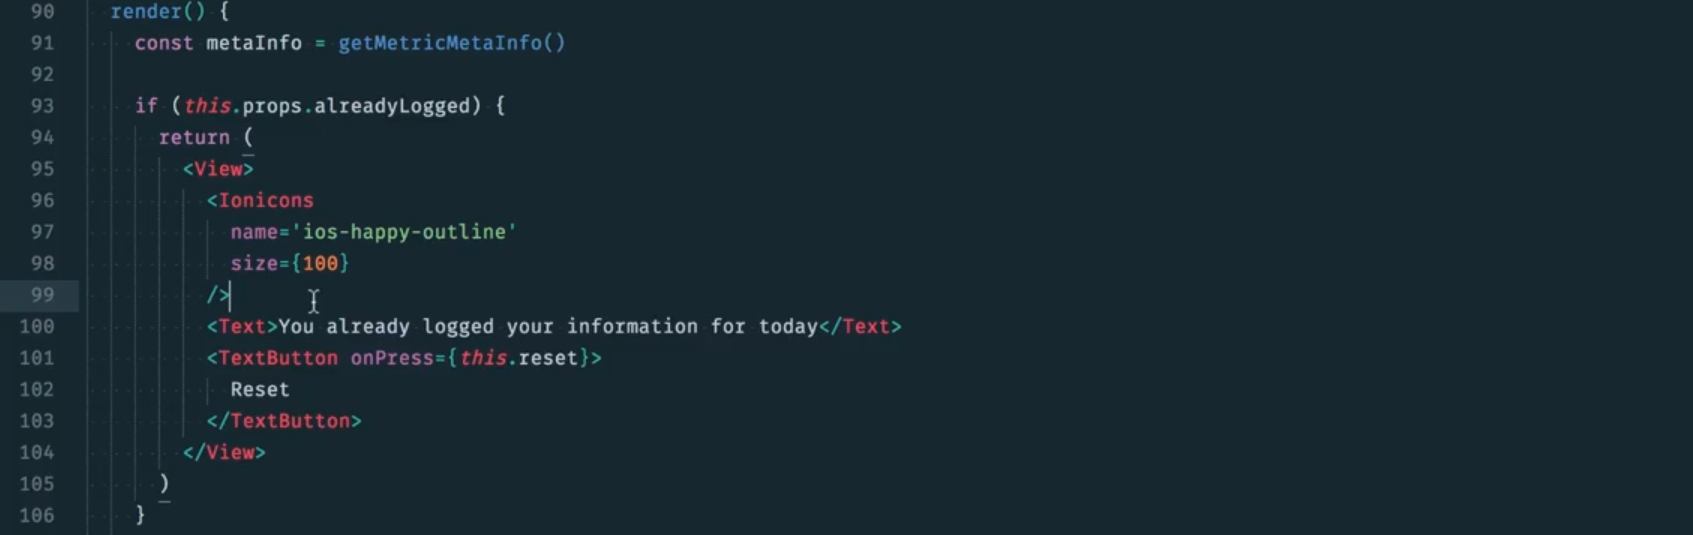 90 render() {
91 const metaInfo = getMetricMetaInfo()
92
93 if (this.props.alreadyLogged) {
94 return (
95 <View>
96 <Ionicons
97 name='ios-happy-outline'
98 size={100}
99 />
100 <Text>You already logged your information for today</Text>
101 <TextButton onPress={this.reset}>
102 Reset
103 </TextButton>
104 </View>
105 )
106 }